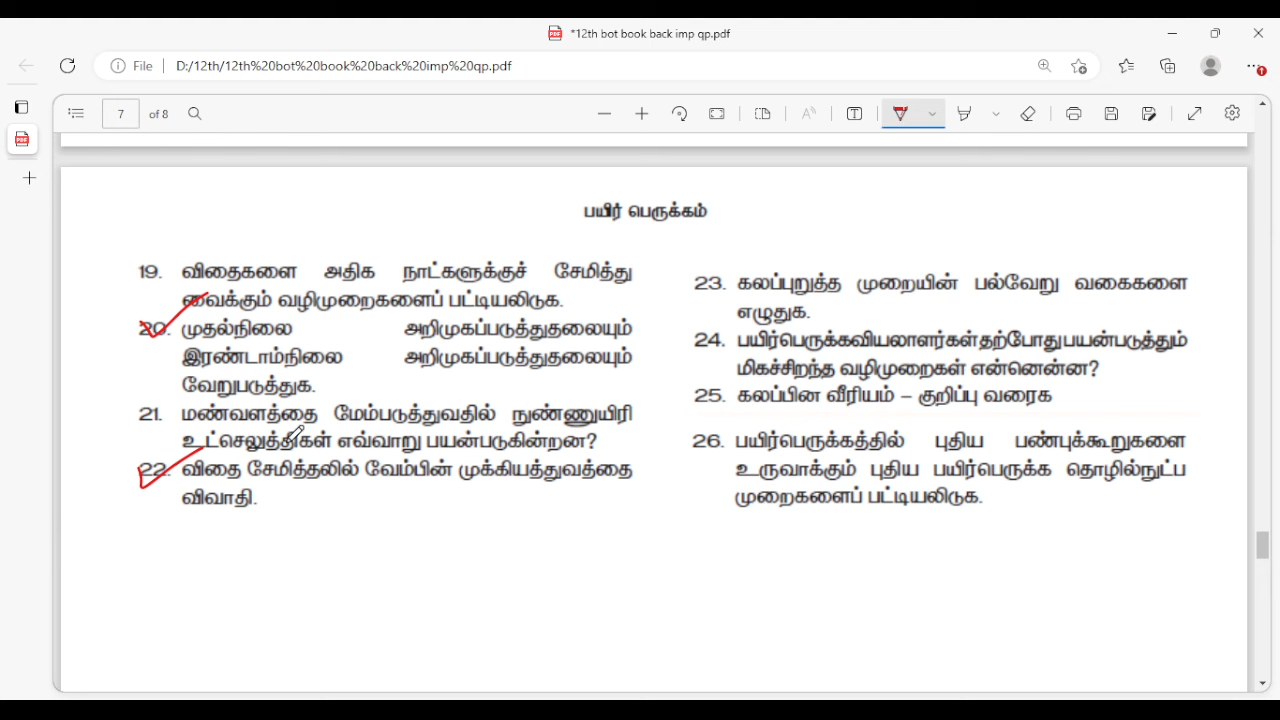 *12th bot book back imp qp.pdf
File
D:/12th/12th%20bot%20book%20back%20imp%20qp.pdf
7 of 8
பயிர் பெருக்கம்
19. விதைகளை அதிக நாட்களுக்குச் சேமித்து
வைக்கும் வழிமுறைகளைப் பட்டியலிடுக.
20. முதல்நிலை அறிமுகப்படுத்துதலையும்
இரண்டாம்நிலை அறிமுகப்படுத்துதலையும்
வேறுபடுத்துக.
21. மண்வளத்தை மேம்படுத்துவதில் நுண்ணுயிரி
உட்செலுத்திகள் எவ்வாறு பயன்படுகின்றன?
22. விதை சேமித்தலில் வேம்பின் முக்கியத்துவத்தை
விவாதி.
23. கலப்புறுத்த முறையின் பல்வேறு வகைகளை
எழுதுக.
24. பயிர்பெருக்கவியலாளர்கள் தற்போது பயன்படுத்தும்
மிகச்சிறந்த வழிமுறைகள் என்னென்ன?
25. கலப்பின வீரியம் – குறிப்பு வரைக
26. பயிர்பெருக்கத்தில் புதிய பண்புக்கூறுகளை
உருவாக்கும் புதிய பயிர்பெருக்க தொழில்நுட்ப
முறைகளைப் பட்டியலிடுக.